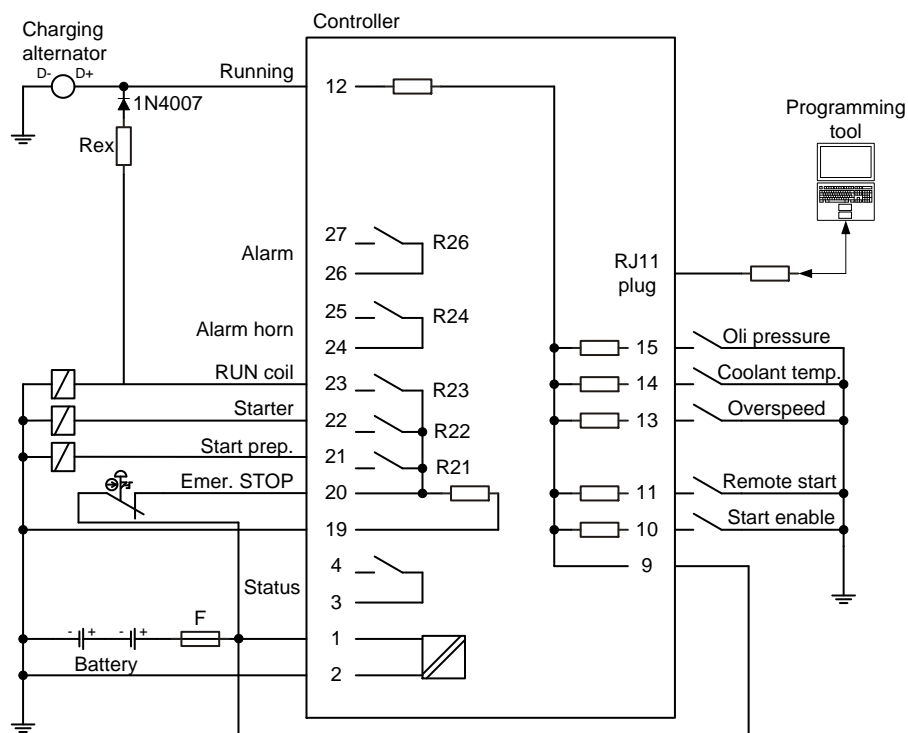 Controller
Charging
alternator
D- D+
Running
12
1N4007
Rex
Programming
tool
27
R26
Alarm
26
RJ11
plug
25
R24
Alarm horn
24
15
Oli pressure
RUN coil
23
R23
14
Coolant temp.
Starter
22
R22
13
Overspeed
Start prep.
21
R21
Emer. STOP
20
11
Remote start
19
10
Start enable
4
9
Status
3
F
- + - +
1
Battery
2